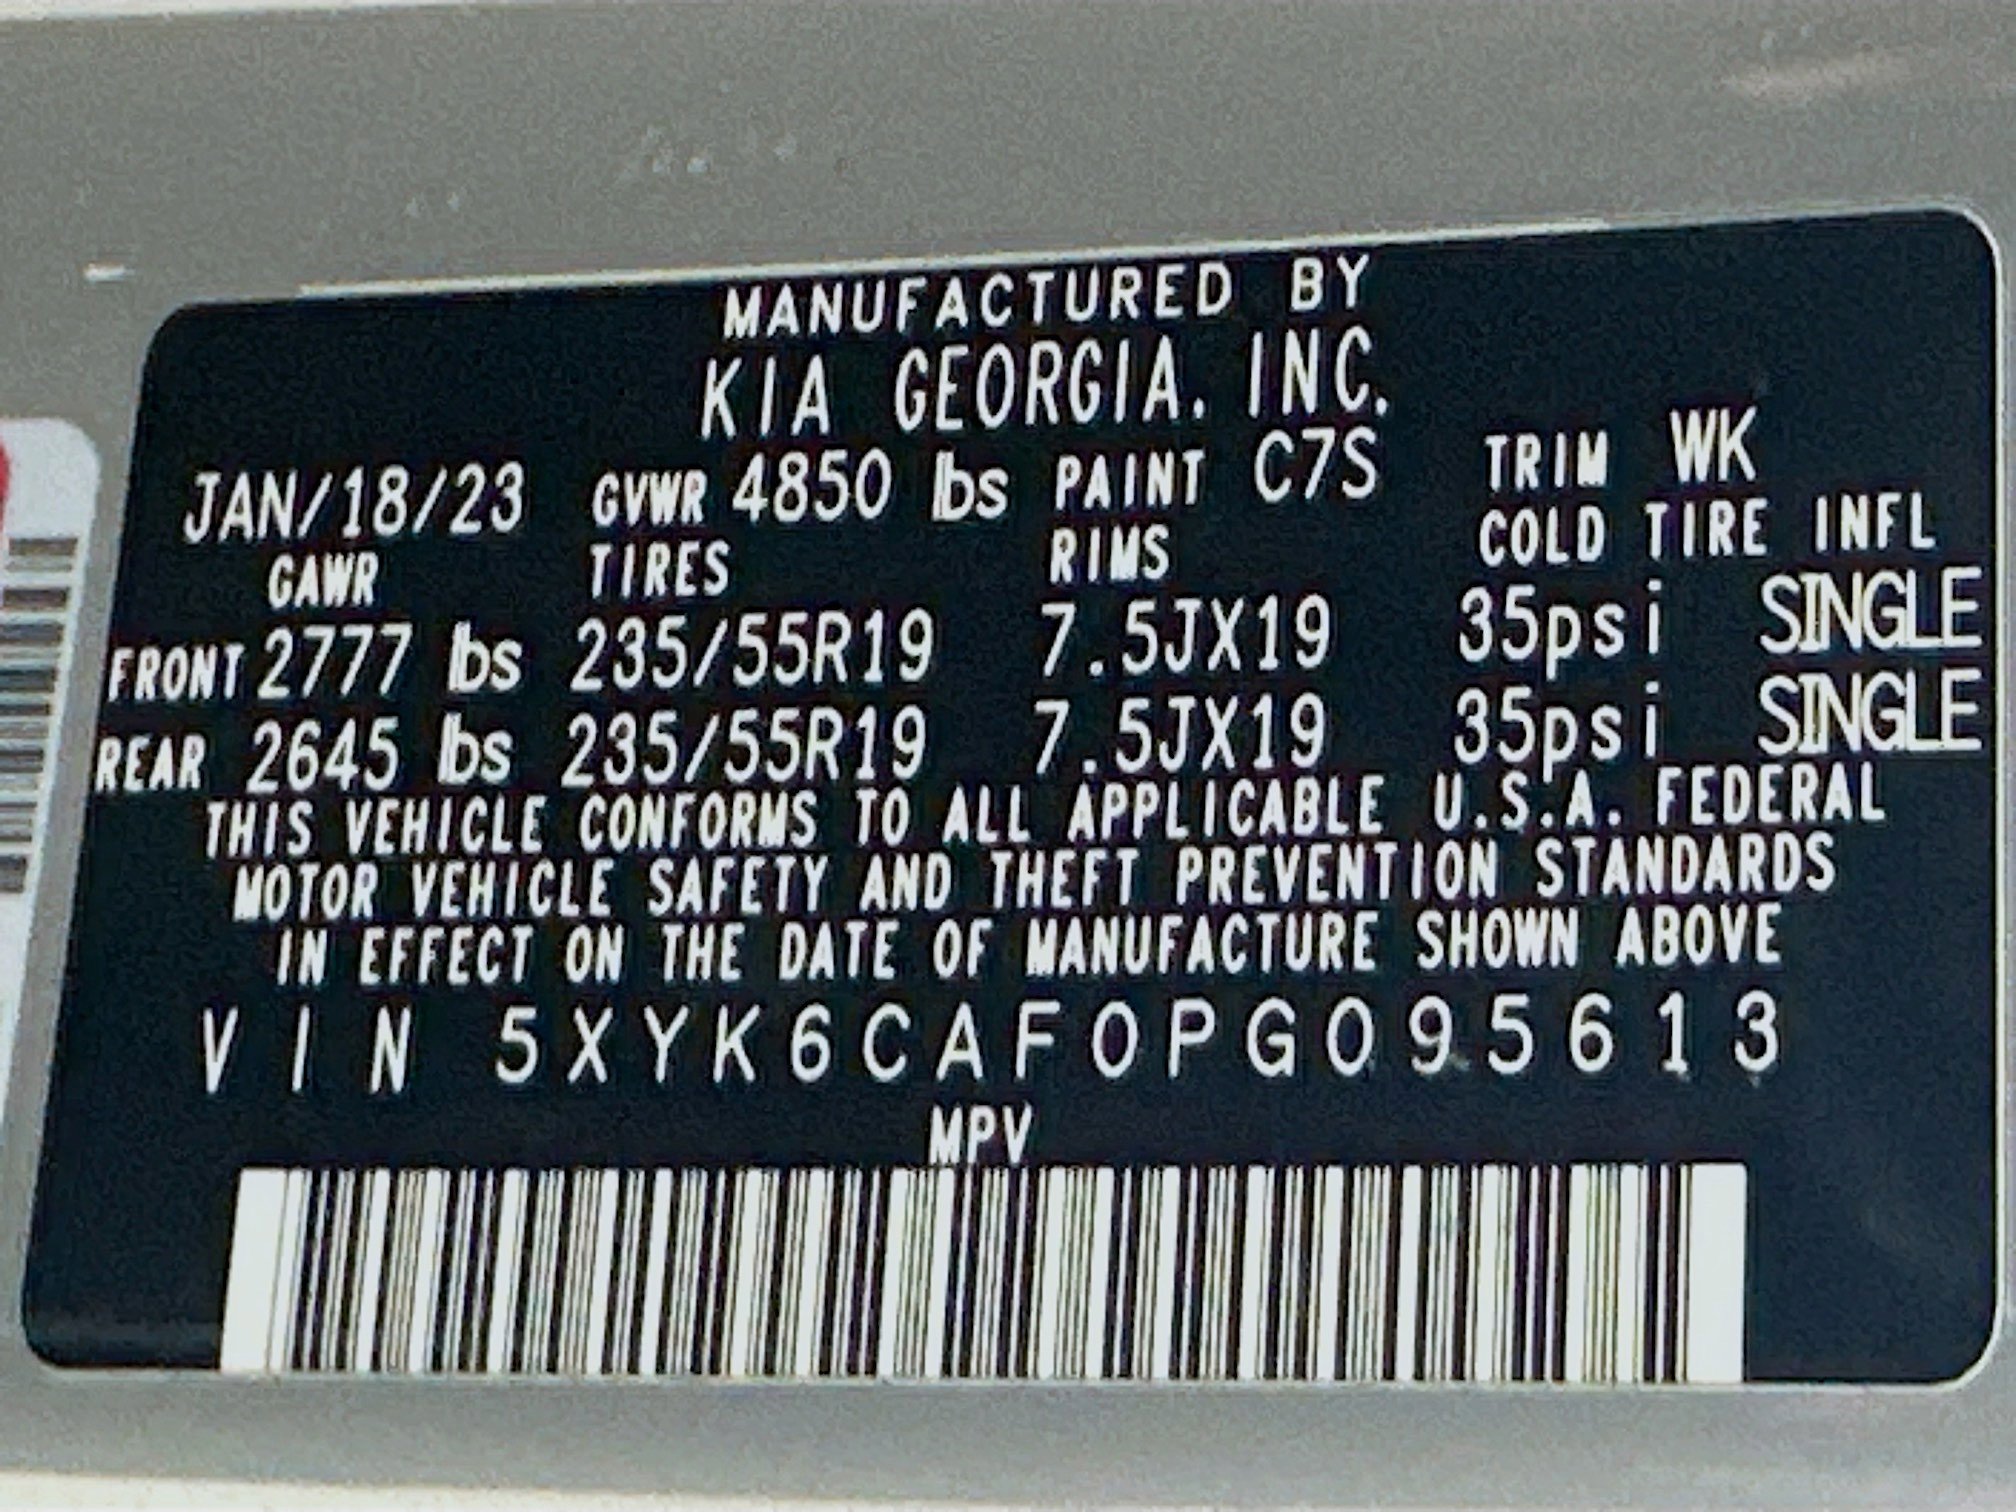 MANUFACTURED BY
KIA GEORGIA. INC.
JAN/18/23 GVWR 4850 lbs PAINT C7S TRIM WK
GAWR TIRES RIMS COLD TIRE INFL
FRONT 2777 lbs 235/55R19 7.5JX19 35psi SINGLE
REAR 2645 lbs 235/55R19 7.5JX19 35psi SINGLE
THIS VEHICLE CONFORMS TO ALL APPLICABLE U.S.A. FEDERAL
MOTOR VEHICLE SAFETY AND THEFT PREVENTION STANDARDS
IN EFFECT ON THE DATE OF MANUFACTURE SHOWN ABOVE
VIN 5XYK6CAF0PG095613
MPV